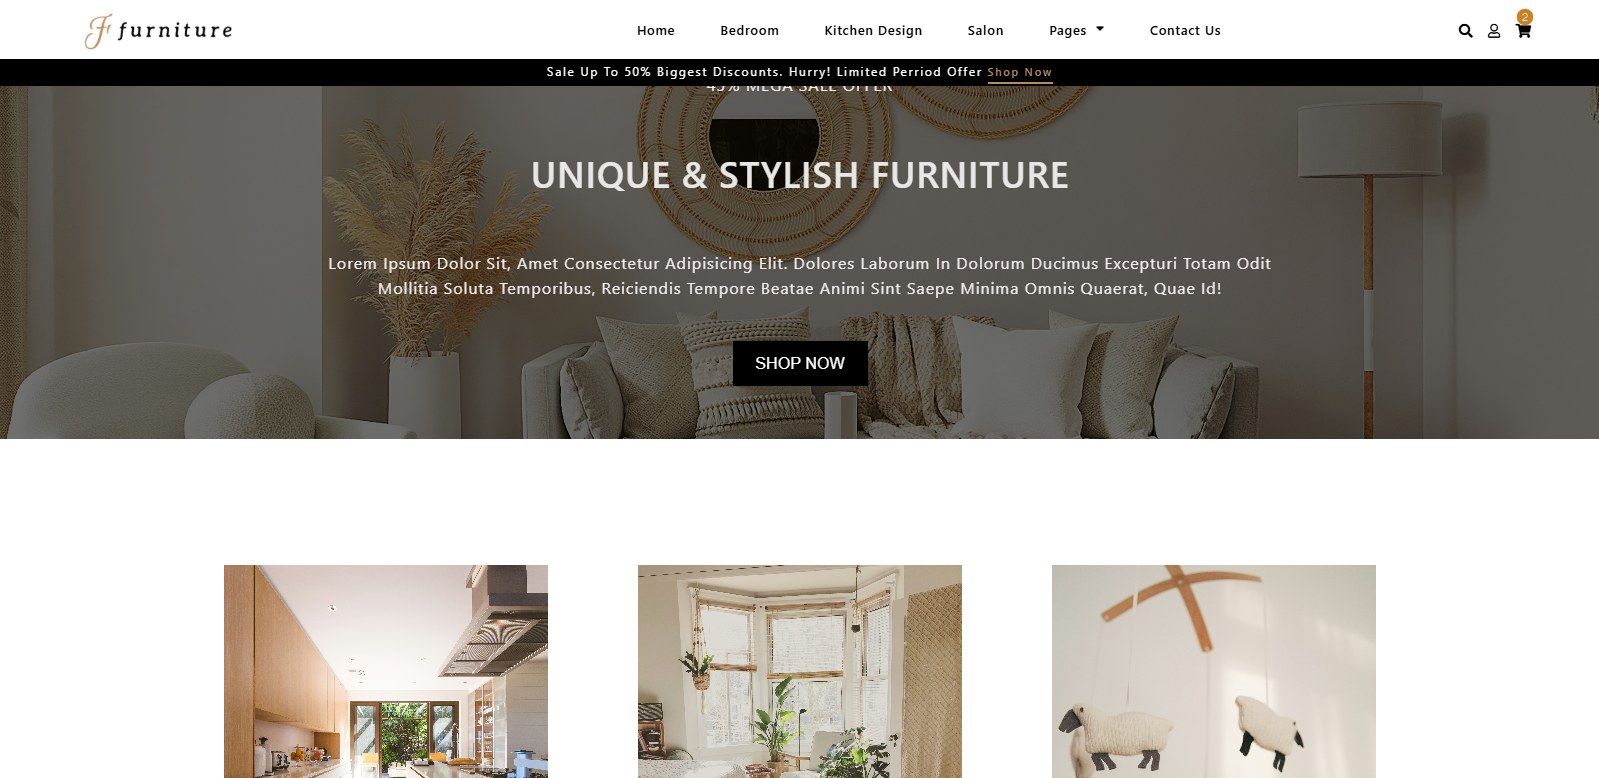 furniture
Home Bedroom Kitchen Design Salon Pages Contact Us
2
Sale Up To 50% Biggest Discounts. Hurry! Limited Perriod Offer Shop Now
45% MEGA SALE OFFER
UNIQUE & STYLISH FURNITURE
Lorem Ipsum Dolor Sit, Amet Consectetur Adipisicing Elit. Dolores Laborum In Dolorum Ducimus Excepturi Totam Odit
Mollitia Soluta Temporibus, Reiciendis Tempore Beatae Animi Sint Saepe Minima Omnis Quaerat, Quae Id!
SHOP NOW